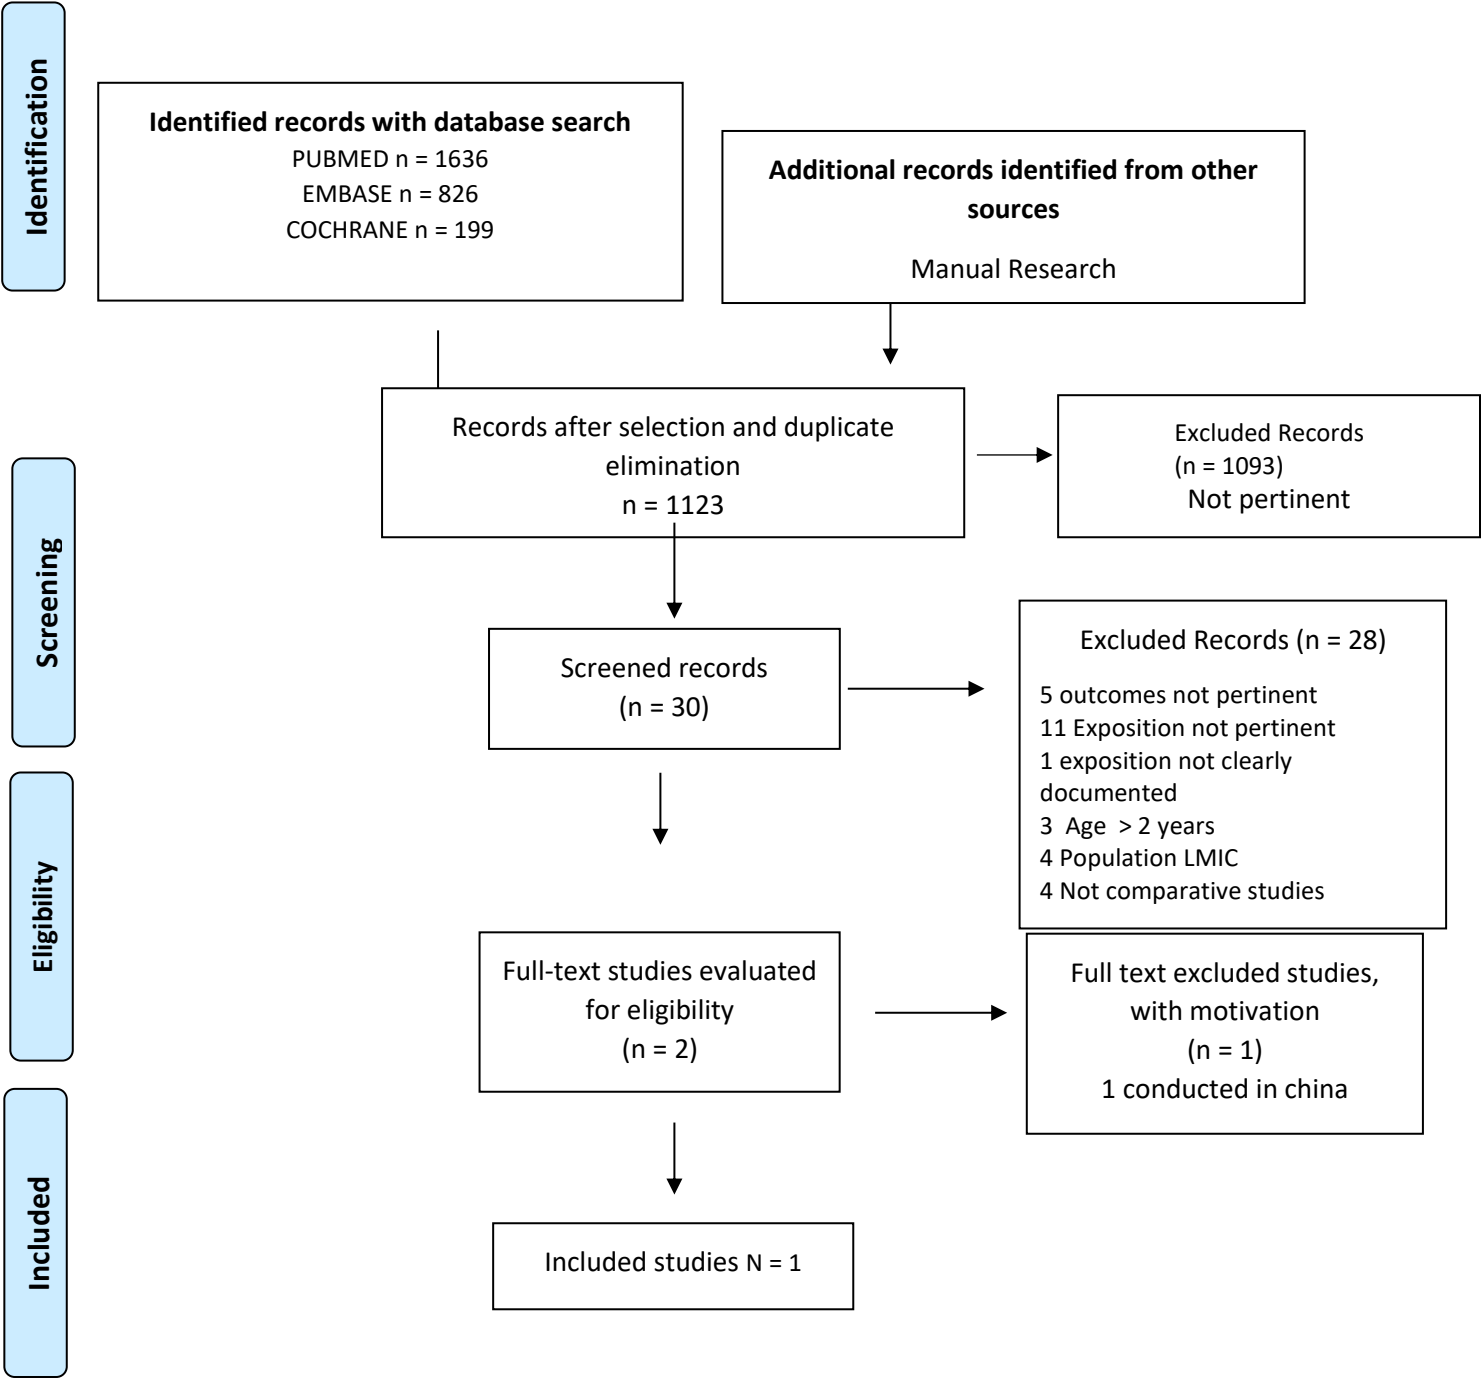 Identification
Identified records with database search
PUBMED n = 1636
EMBASE n = 826
COCHRANE n = 199
Additional records identified from other
sources
Manual Research
Records after selection and duplicate
elimination
n = 1123
Excluded Records
(n = 1093)
Not pertinent
Screening
Screened records
(n = 30)
Excluded Records (n = 28)
5 outcomes not pertinent
11 Exposition not pertinent
1 exposition not clearly
documented
3 Age > 2 years
4 Population LMIC
4 Not comparative studies
Eligibility
Full-text studies evaluated
for eligibility
(n = 2)
Full text excluded studies,
with motivation
(n = 1)
1 conducted in china
Included
Included studies N = 1